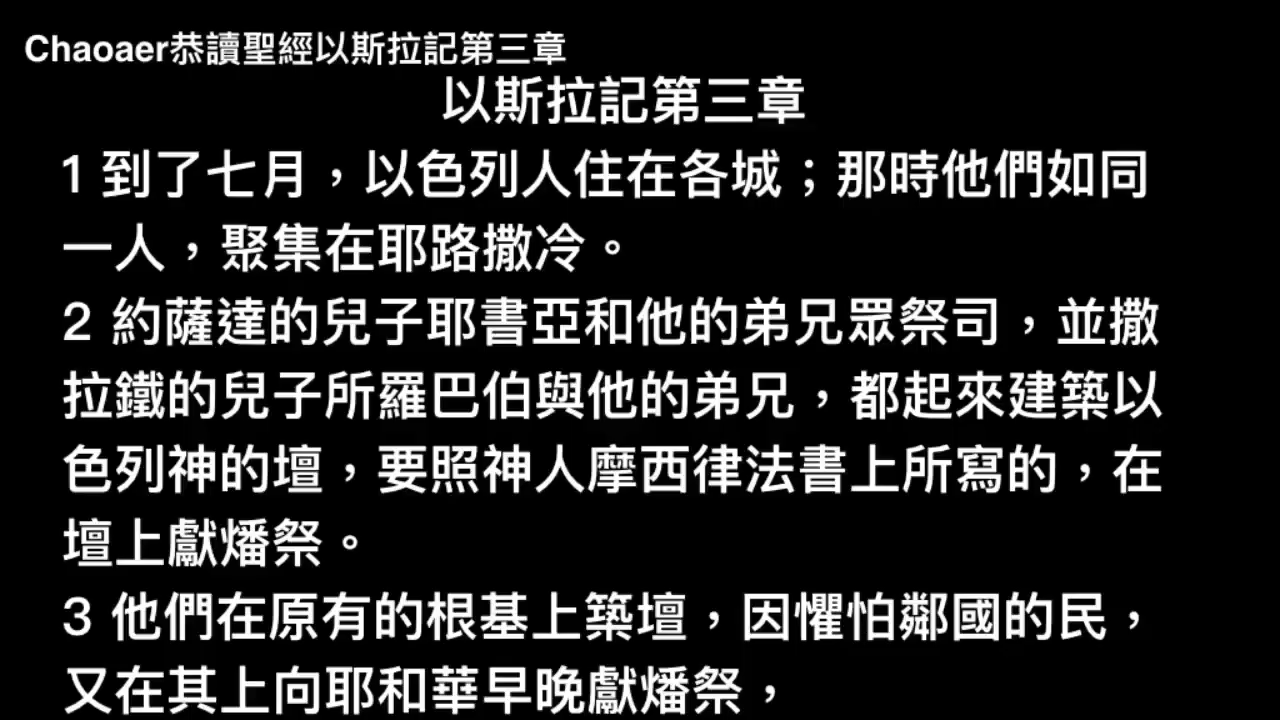 Chaoaer恭讀聖經以斯拉記第三章
以斯拉記第三章
1 到了七月，以色列人住在各城；那時他們如同
一人，聚集在耶路撒冷。
2 約薩達的兒子耶書亞和他的弟兄眾祭司，並撒
拉鐵的兒子所羅巴伯與他的弟兄，都起來建築以
色列神的壇，要照神人摩西律法書上所寫的，在
壇上獻燔祭。
3 他們在原有的根基上築壇，因懼怕鄰國的民，
又在其上向耶和華早晚獻燔祭，